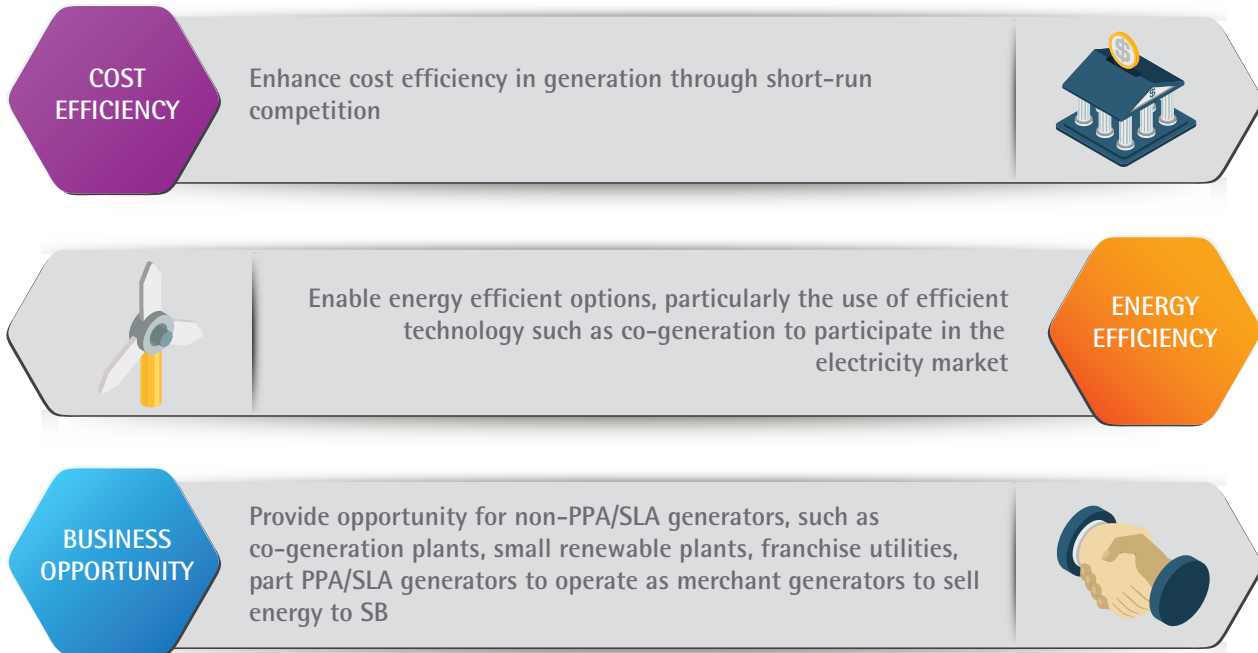 COST
EFFICIENCY
Enhance cost efficiency in generation through short-run
competition
$
$
Enable energy efficient options, particularly the use of efficient
technology such as co-generation to participate in the
electricity market
ENERGY
EFFICIENCY
BUSINESS
OPPORTUNITY
Provide opportunity for non-PPA/SLA generators, such as
co-generation plants, small renewable plants, franchise utilities,
part PPA/SLA generators to operate as merchant generators to sell
energy to SB